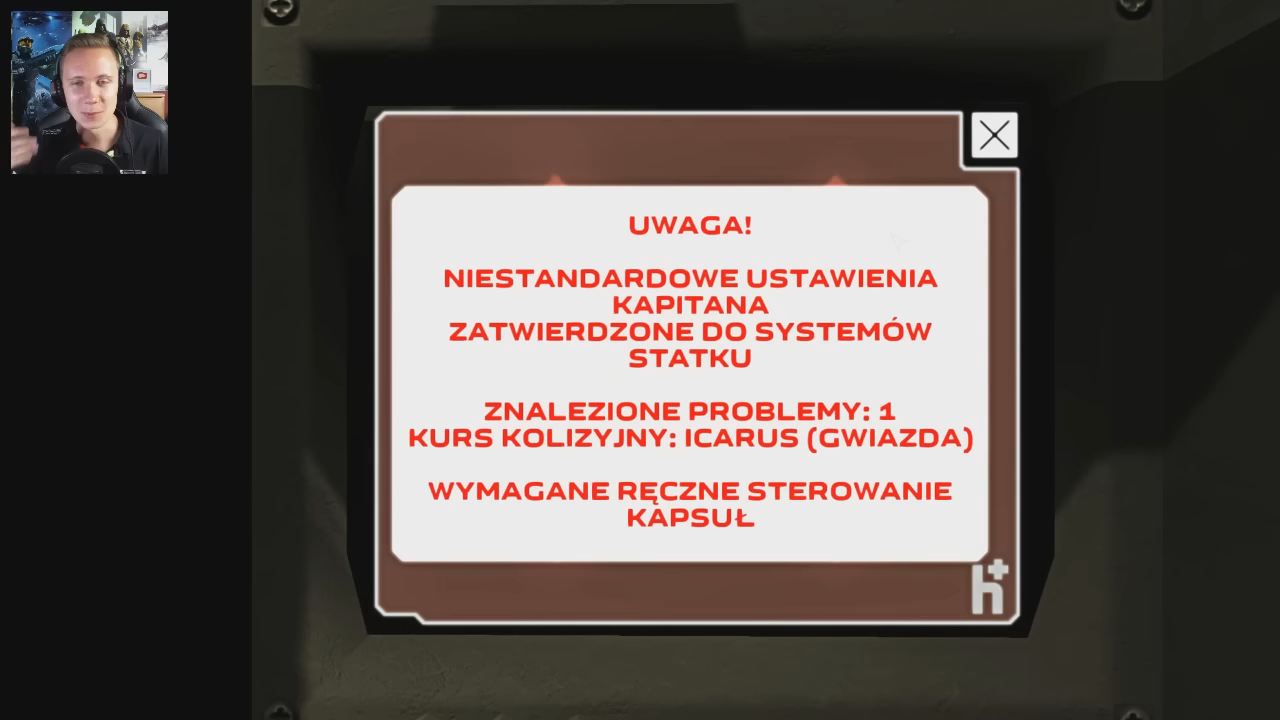 UWAGA!
NIESTANDARDOWE USTAWIENIA
KAPITANA
ZATWIERDZONE DO SYSTEMÓW
STATKU
ZNALEZIONE PROBLEMY: 1
KURS KOLIZYJNY: ICARUS (GWIAZDA)
WYMAGANE RĘCZNE STEROWANIE
KAPSUŁ
h+